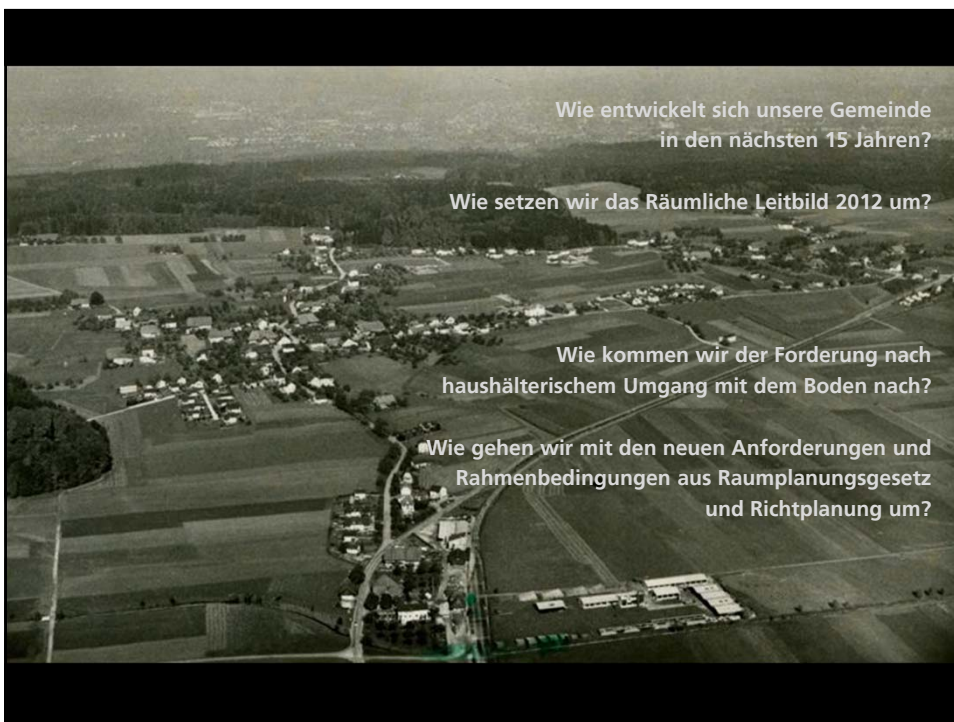 Wie entwickelt sich unsere Gemeinde
in den nächsten 15 Jahren?
Wie setzen wir das Räumliche Leitbild 2012 um?
Wie kommen wir der Forderung nach
haushälterischem Umgang mit dem Boden nach?
Wie gehen wir mit den neuen Anforderungen und
Rahmenbedingungen aus Raumplanungsgesetz
und Richtplanung um?